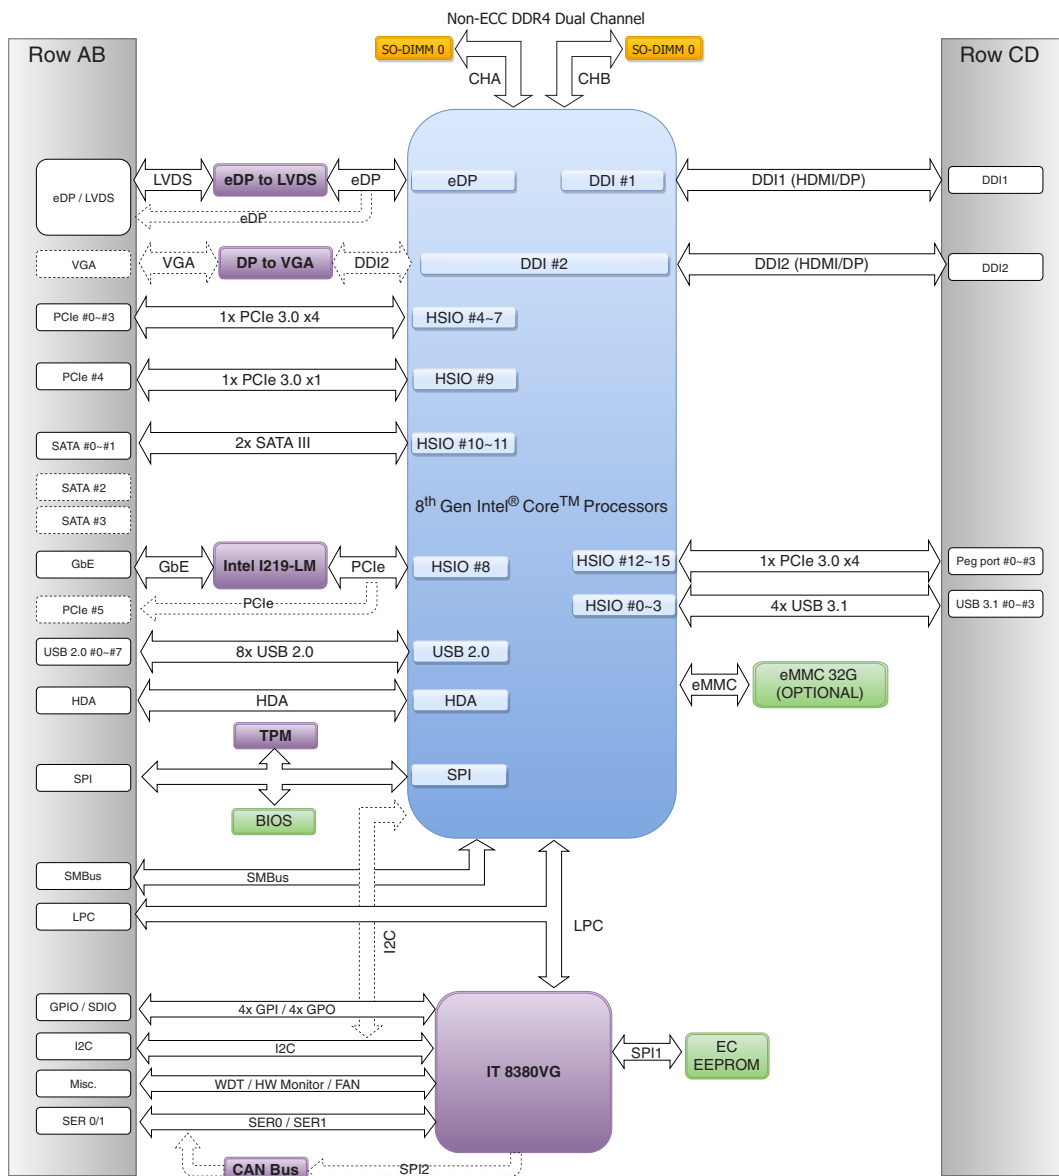 Non-ECC DDR4 Dual Channel
Row AB
SO-DIMM 0
SO-DIMM 0
Row CD
CHA
CHB
eDP / LVDS
LVDS
eDP to LVDS
eDP
eDP
DDI #1
DDI1 (HDMI/DP)
DDI1
eDP
VGA
VGA
DP to VGA
DDI2
DDI #2
DDI2 (HDMI/DP)
DDI2
PCIe #0~#3
1x PCIe 3.0 x4
HSIO #4~7
PCIe #4
1x PCIe 3.0 x1
HSIO #9
SATA #0~#1
2x SATA III
HSIO #10~11
SATA #2
8th Gen Intel® Core™ Processors
SATA #3
GbE
GbE
Intel I219-LM
PCIe
HSIO #8
HSIO #12~15
1x PCIe 3.0 x4
Peg port #0~#3
PCIe #5
PCIe
HSIO #0~3
4x USB 3.1
USB 3.1 #0~#3
USB 2.0 #0~#7
8x USB 2.0
USB 2.0
eMMC
eMMC 32G
(OPTIONAL)
HDA
HDA
HDA
TPM
SPI
SPI
BIOS
SMBus
SMBus
LPC
LPC
I2C
GPIO / SDIO
4x GPI / 4x GPO
I2C
I2C
IT 8380VG
SPI1
EC
EEPROM
Misc.
WDT / HW Monitor / FAN
SER 0/1
SER0 / SER1
CAN Bus
SPI2